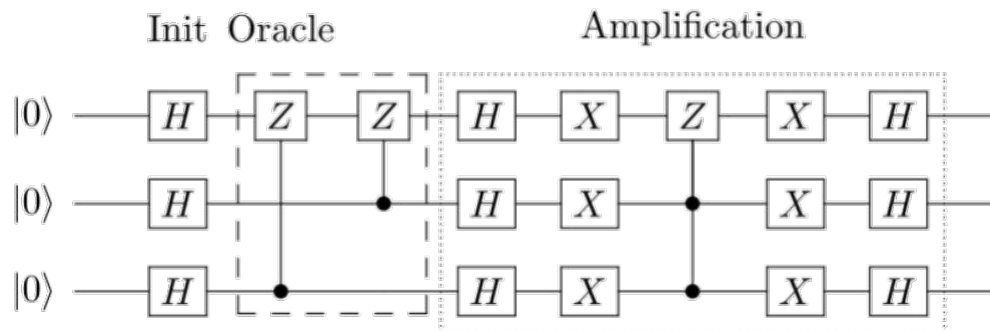 Init Oracle Amplification
|0⟩ H Z Z H X Z X H
|0⟩ H H X X H
|0⟩ H H X X H